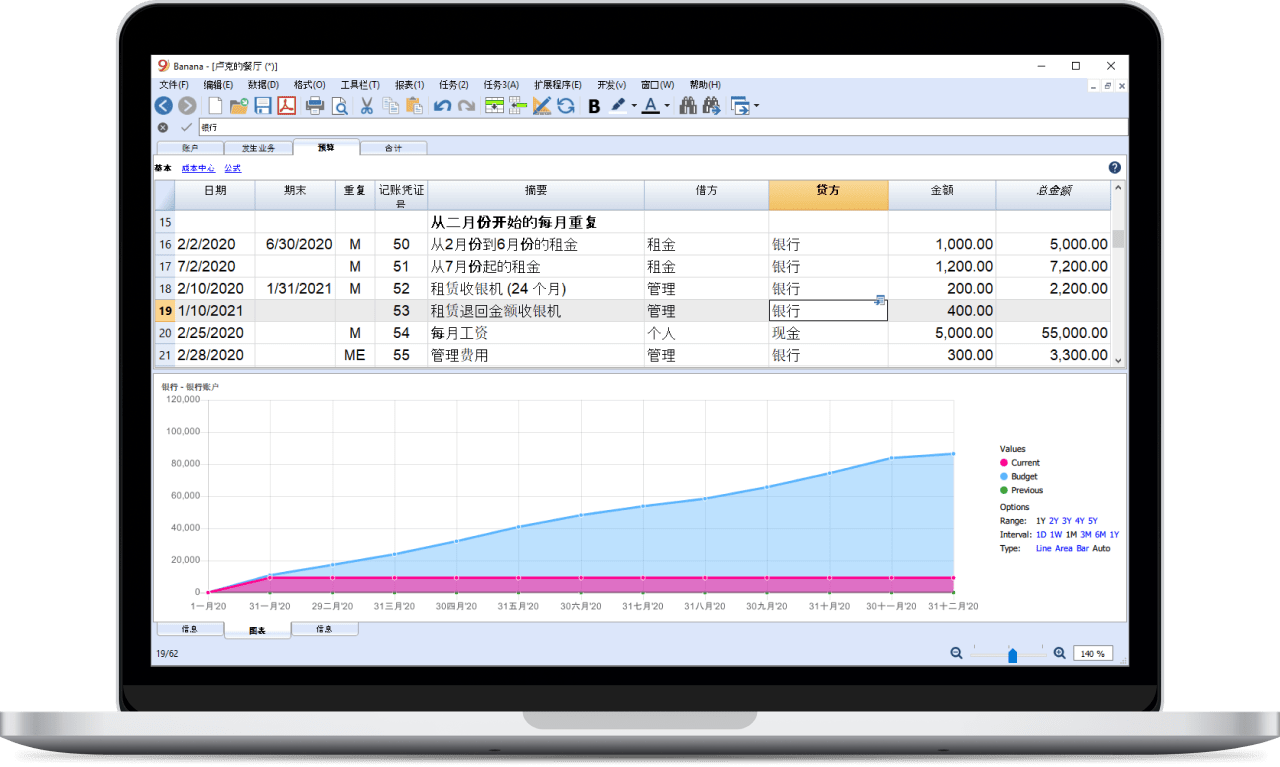 9 Banana - [卢克的餐厅 (*)]
文件(F) 编辑(E) 数据(D) 格式(O) 工具栏(T) 报表(1) 任务(2) 任务3(A) 扩展程序(E) 开发(v) 窗口(W) 帮助(H)
B A
银行
账户 发生业务 预算 合计
基本 成本中心 公式
日期 期末 重复 记账凭证号 摘要 借方 贷方 金额 总金额
15 从二月份开始的每月重复
16 2/2/2020 6/30/2020 M 50 从2月份到6月份的租金 租金 银行 1,000.00 5,000.00
17 7/2/2020 M 51 从7月份起的租金 租金 银行 1,200.00 7,200.00
18 2/10/2020 1/31/2021 M 52 租赁收银机 (24 个月) 管理 银行 200.00 2,200.00
19 1/10/2021 53 租赁退回金额收银机 管理 银行 400.00
20 2/25/2020 M 54 每月工资 个人 现金 5,000.00 55,000.00
21 2/28/2020 ME 55 管理费用 管理 银行 300.00 3,300.00
银行 - 银行账户
120,000
100,000
80,000
60,000
40,000
20,000
0
1一月'20 31一月'20 29二月'20 31三月'20 30四月'20 31五月'20 30六月'20 31七月'20 31八月'20 30九月'20 31十月'20 30十一月'20 31十二月'20
Values
Current
Budget
Previous
Options
Range: 1Y 2Y 3Y 4Y 5Y
Interval: 1D 1W 1M 3M 6M 1Y
Type: Line Area Bar Auto
信息 图表 信息
19/62 140 %